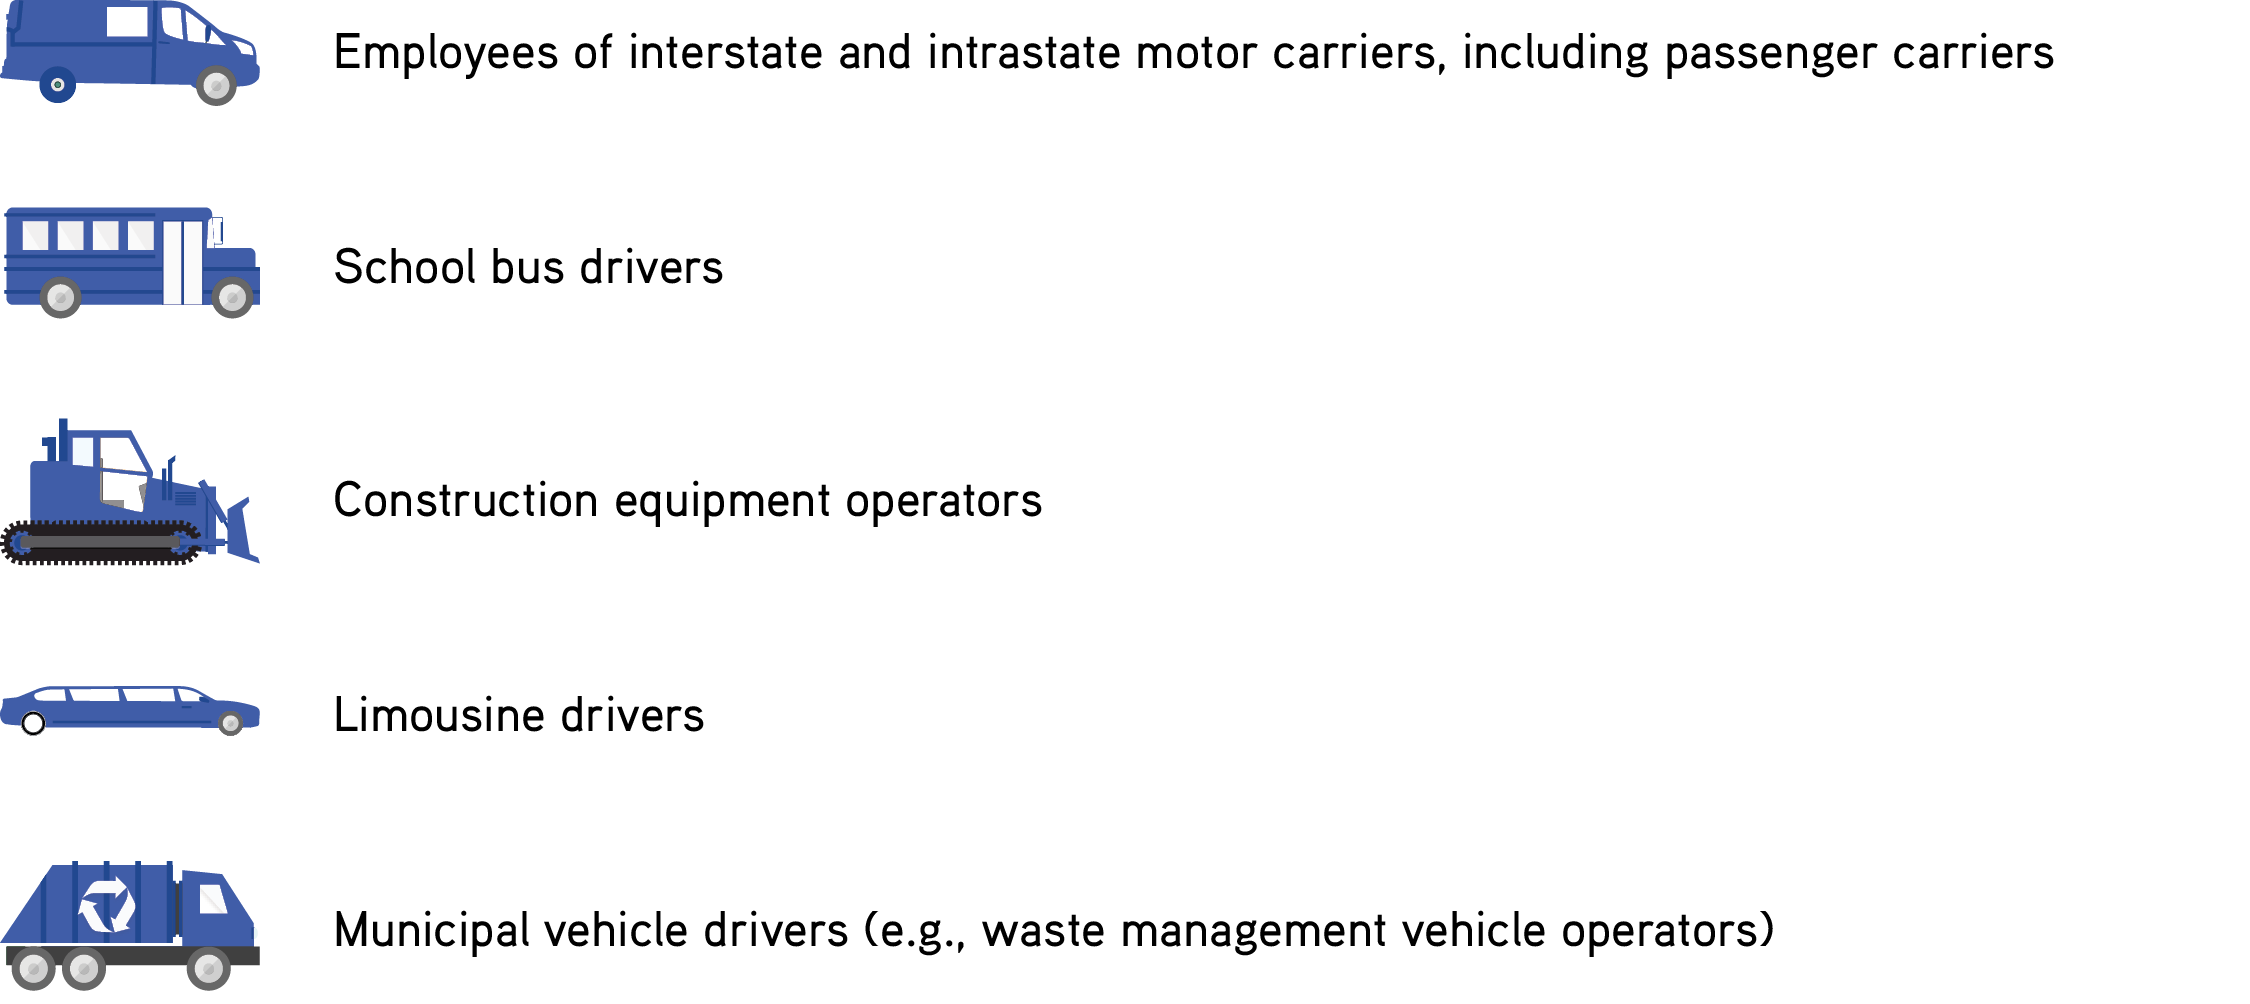 Employees of interstate and intrastate motor carriers, including passenger carriers
School bus drivers
Construction equipment operators
Limousine drivers
Municipal vehicle drivers (e.g., waste management vehicle operators)